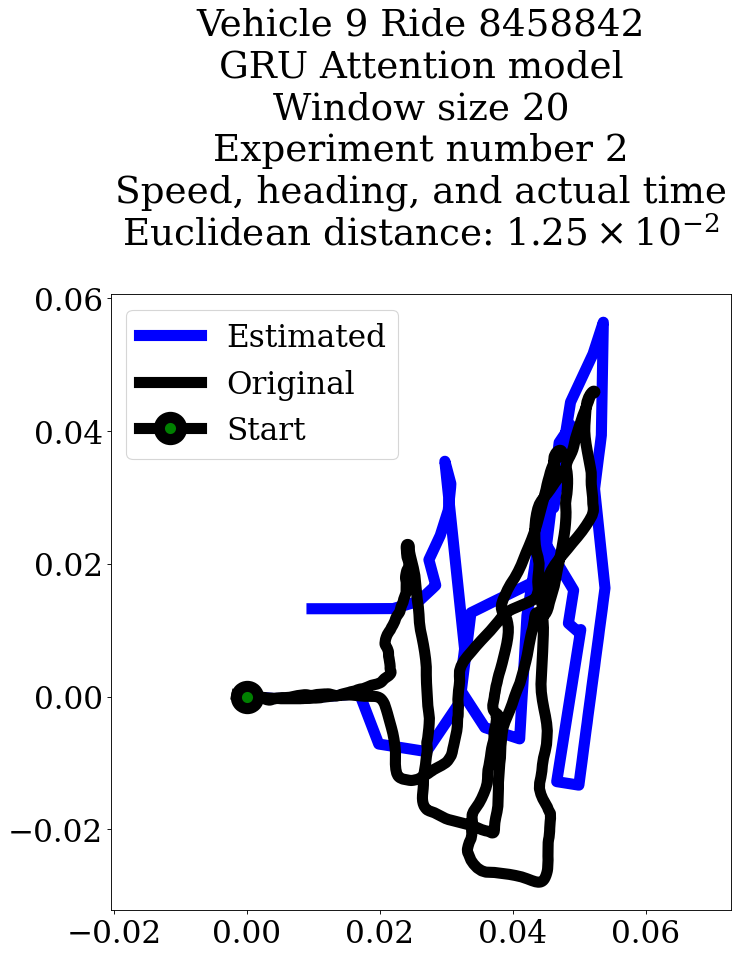 Vehicle 9 Ride 8458842
GRU Attention model
Window size 20
Experiment number 2
Speed, heading, and actual time
Euclidean distance: 1.25 × 10⁻²
0.06
0.04
0.02
0.00
−0.02
Estimated
Original
Start
−0.02 0.00 0.02 0.04 0.06